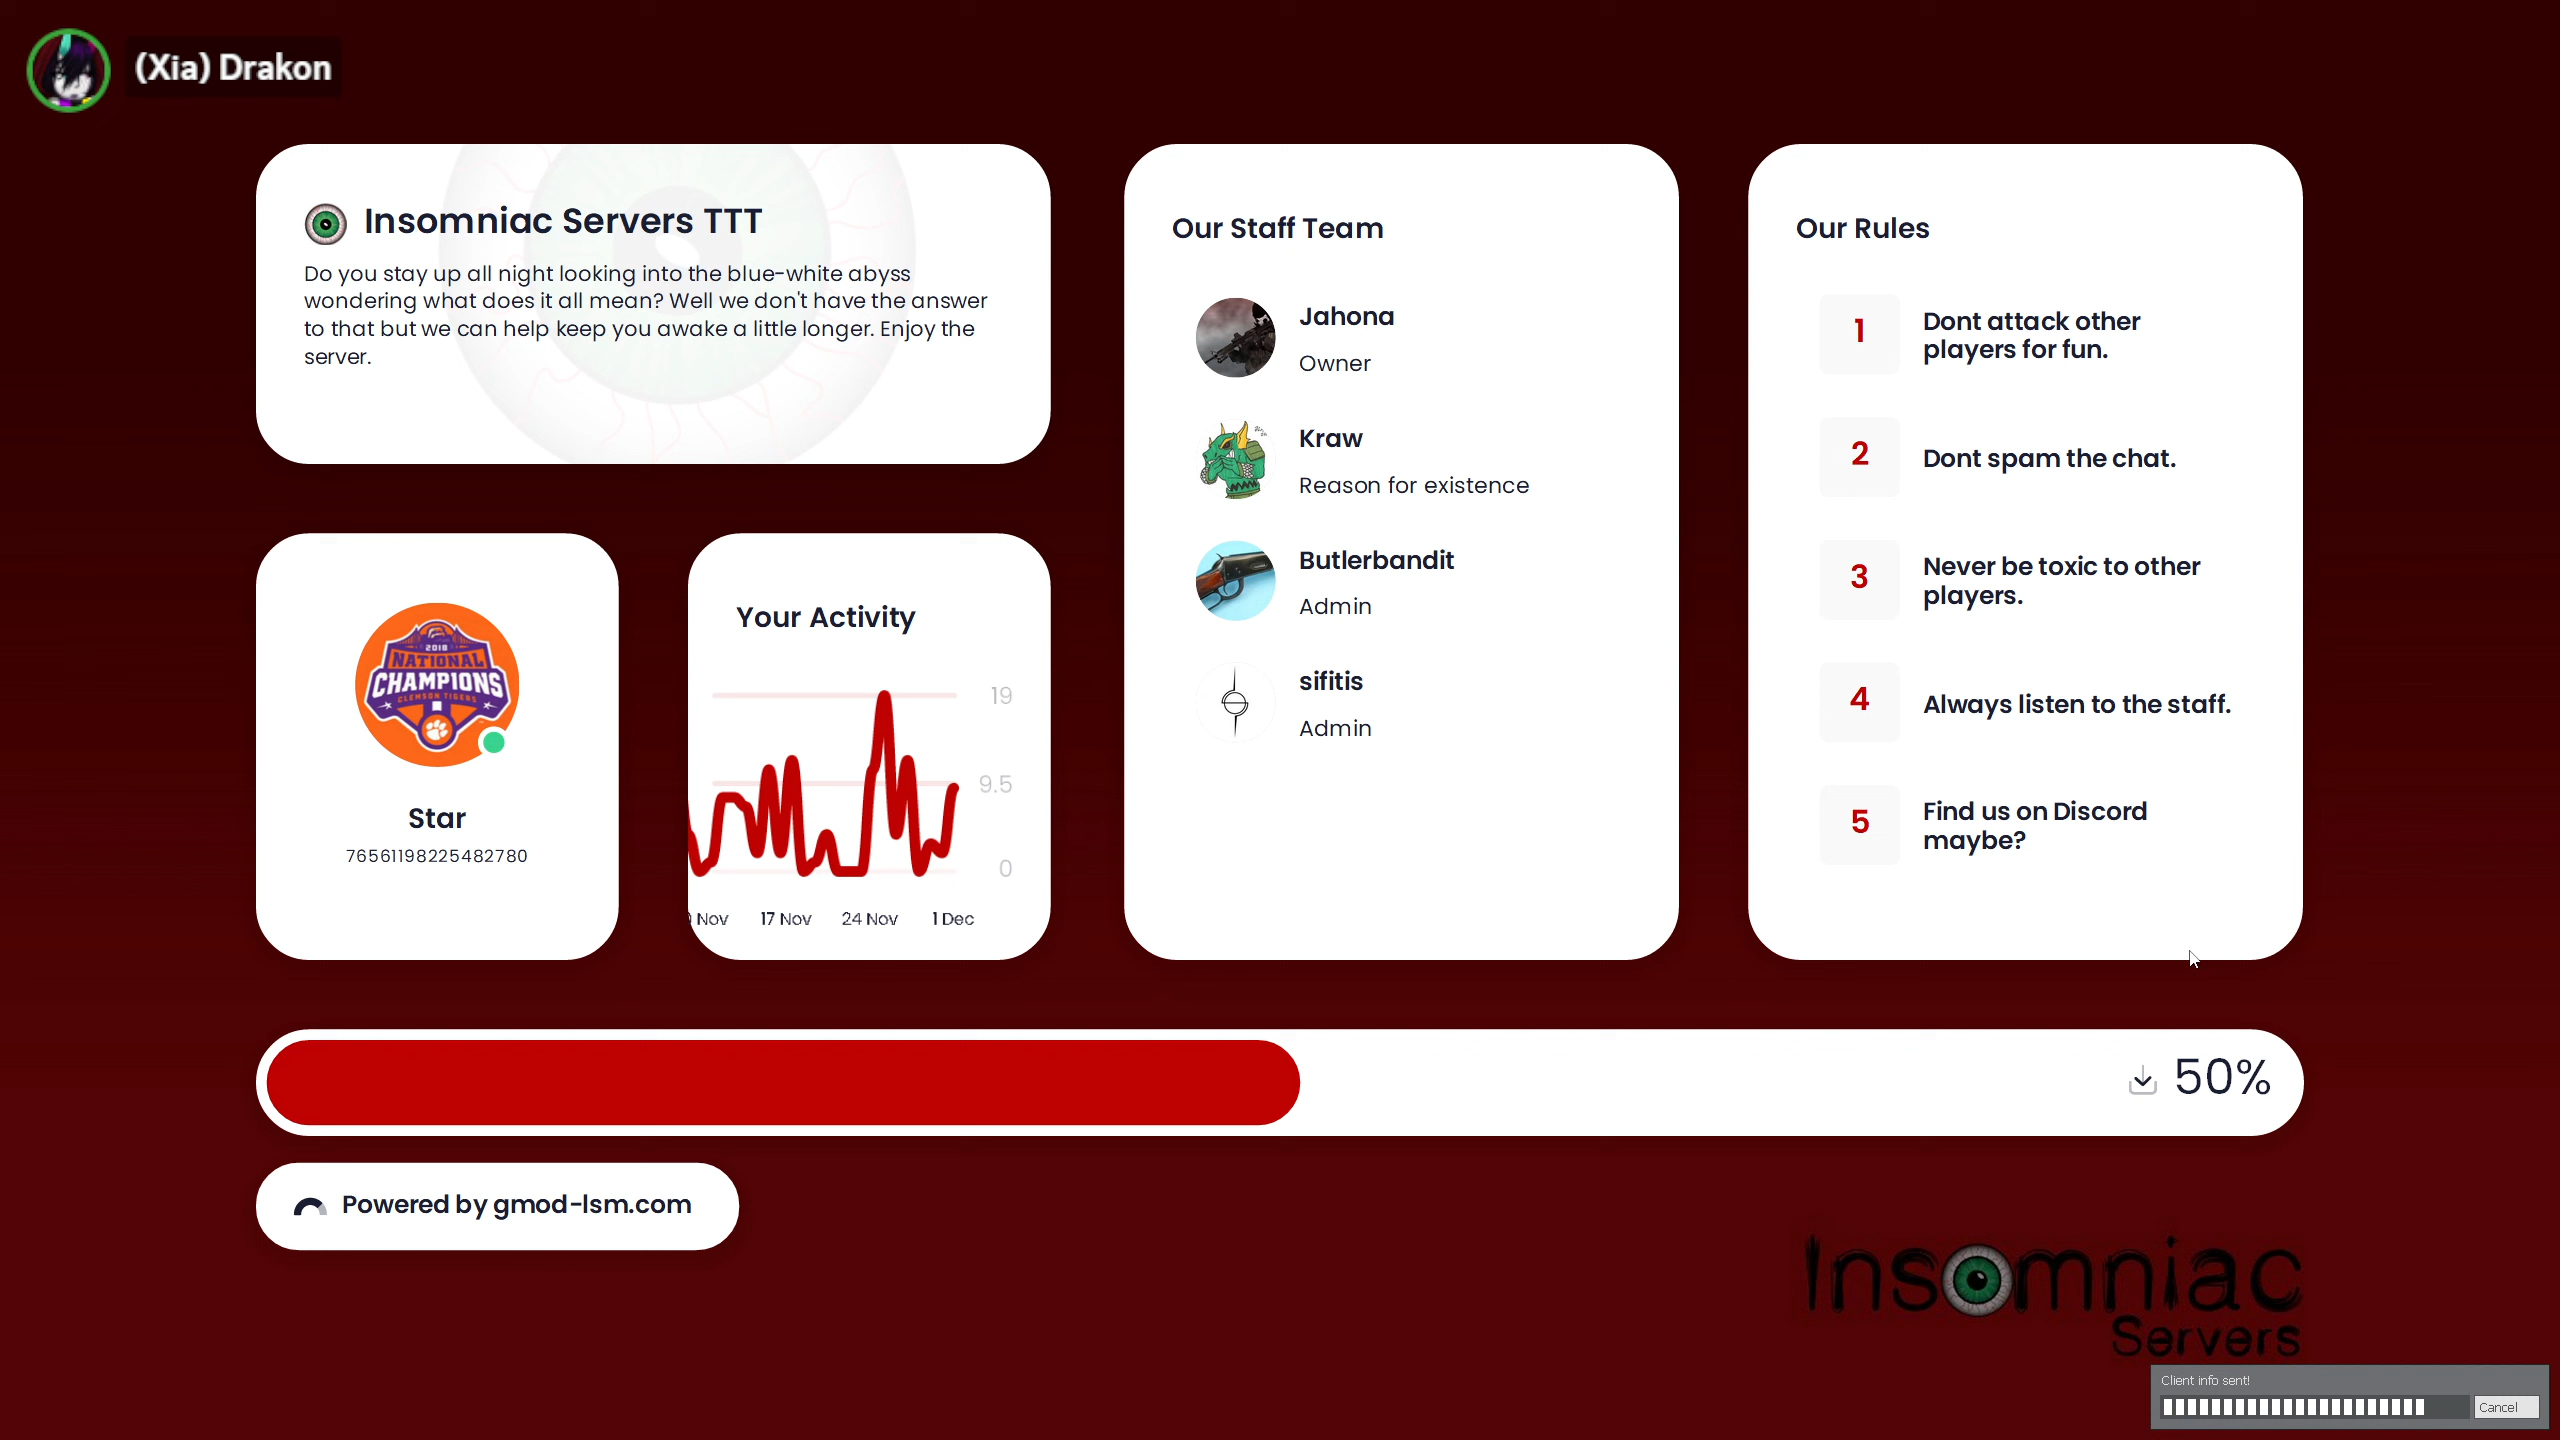 (Xia) Drakon
Insomniac Servers TTT
Do you stay up all night looking into the blue-white abyss
wondering what does it all mean? Well we don't have the answer
to that but we can help keep you awake a little longer. Enjoy the
server.
2018
NATIONAL
CHAMPIONS
CLEMSON TIGERS
Star
76561198225482780
Your Activity
19
9.5
0
Nov
17 Nov
24 Nov
1 Dec
Our Staff Team
Jahona
Owner
Kraw
Reason for existence
Butlerbandit
Admin
sifitis
Admin
Our Rules
1
Dont attack other
players for fun.
2
Dont spam the chat.
3
Never be toxic to other
players.
4
Always listen to the staff.
5
Find us on Discord
maybe?
50%
Powered by gmod-lsm.com
Insomniac
Servers
Client info sent!
Cancel